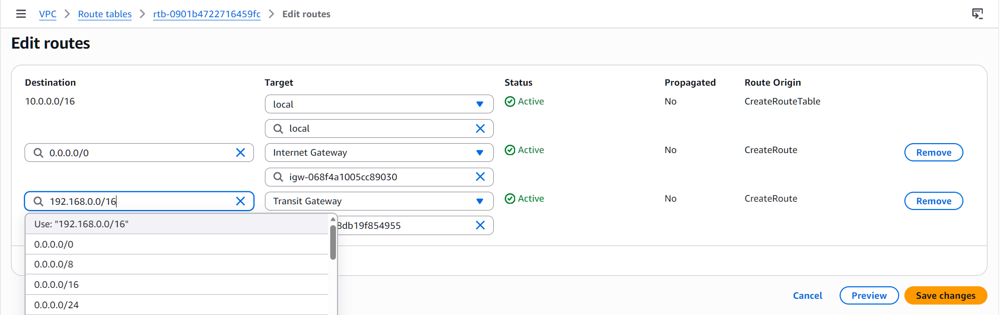 VPC > Route tables > rtb-0901b4722716459fc > Edit routes
Edit routes
Destination Target Status Propagated Route Origin
10.0.0.0/16 local Active No CreateRouteTable
local
0.0.0.0/0 Internet Gateway Active No CreateRoute Remove
igw-068f4a1005cc89030
192.168.0.0/16 Transit Gateway Active No CreateRoute Remove
8db19f854955
Use: "192.168.0.0/16"
0.0.0.0/0
0.0.0.0/8
0.0.0.0/16
0.0.0.0/24
Cancel Preview Save changes